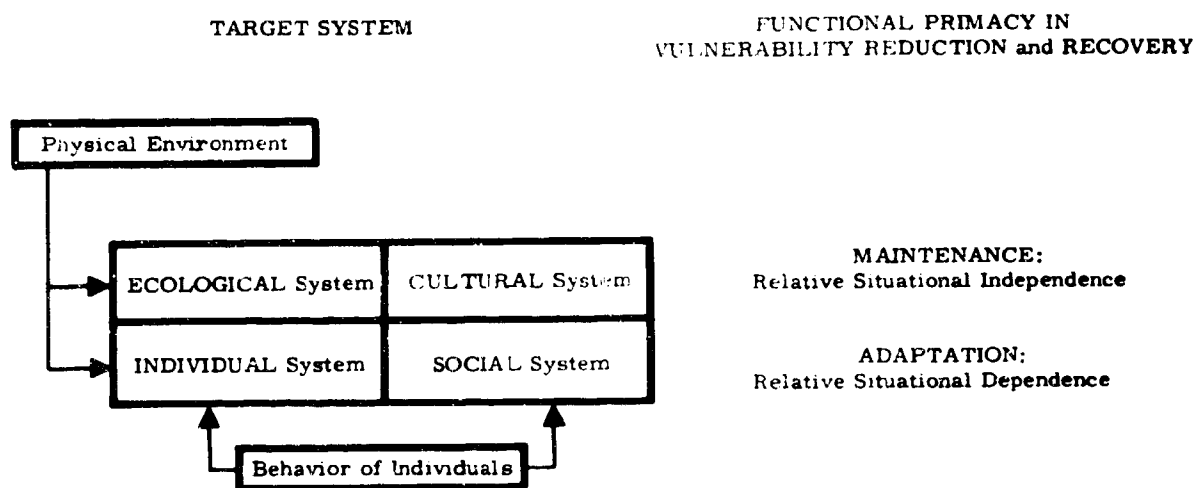 TARGET SYSTEM
FUNCTIONAL PRIMACY IN
VULNERABILITY REDUCTION and RECOVERY
Physical Environment
ECOLOGICAL System
CULTURAL System
MAINTENANCE:
Relative Situational Independence
INDIVIDUAL System
SOCIAL System
ADAPTATION:
Relative Situational Dependence
Behavior of Individuals